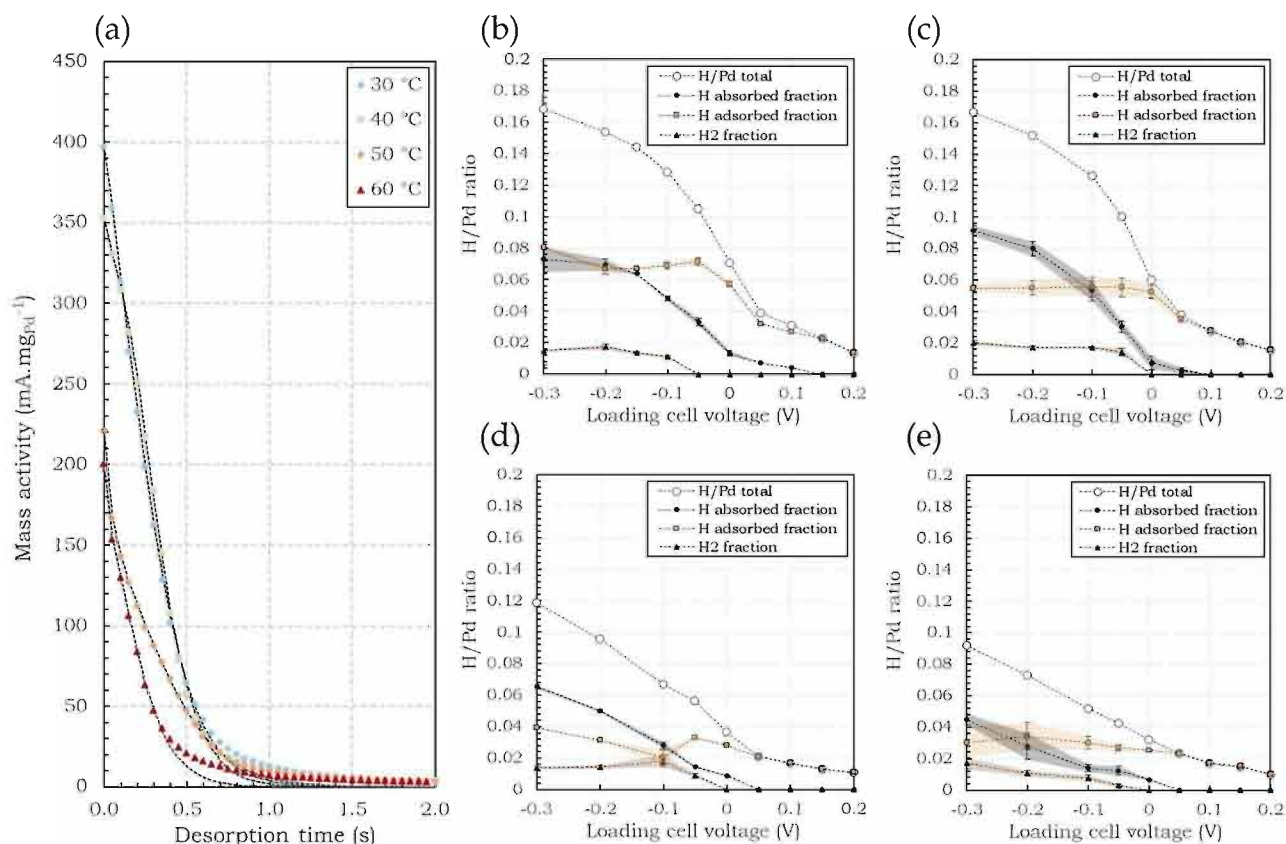 (a)
450
400
350
300
250
200
150
100
50
0
Mass activity (mA.mgPd⁻¹)
30 °C
40 °C
50 °C
60 °C
0.0
0.5
1.0
1.5
2.0
Desorption time (s)
(b)
0.2
0.18
0.16
0.14
0.12
0.1
0.08
0.06
0.04
0.02
0
H/Pd ratio
H/Pd total
H absorbed fraction
H adsorbed fraction
H2 fraction
-0.3
-0.2
-0.1
0
0.1
0.2
Loading cell voltage (V)
(c)
0.2
0.18
0.16
0.14
0.12
0.1
0.08
0.06
0.04
0.02
0
H/Pd ratio
H/Pd total
H absorbed fraction
H adsorbed fraction
H2 fraction
-0.3
-0.2
-0.1
0
0.1
0.2
Loading cell voltage (V)
(d)
0.2
0.18
0.16
0.14
0.12
0.1
0.08
0.06
0.04
0.02
0
H/Pd ratio
H/Pd total
H absorbed fraction
H adsorbed fraction
H2 fraction
-0.3
-0.2
-0.1
0
0.1
0.2
Loading cell voltage (V)
(e)
0.2
0.18
0.16
0.14
0.12
0.1
0.08
0.06
0.04
0.02
0
H/Pd ratio
H/Pd total
H absorbed fraction
H adsorbed fraction
H2 fraction
-0.3
-0.2
-0.1
0
0.1
0.2
Loading cell voltage (V)